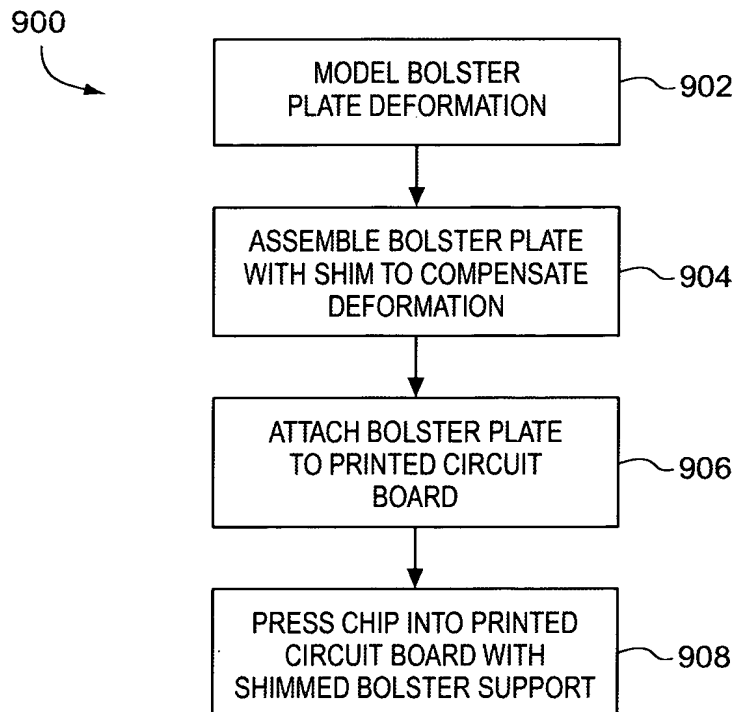 900
MODEL BOLSTER
PLATE DEFORMATION
902
ASSEMBLE BOLSTER PLATE
WITH SHIM TO COMPENSATE
DEFORMATION
904
ATTACH BOLSTER PLATE
TO PRINTED CIRCUIT
BOARD
906
PRESS CHIP INTO PRINTED
CIRCUIT BOARD WITH
SHIMMED BOLSTER SUPPORT
908